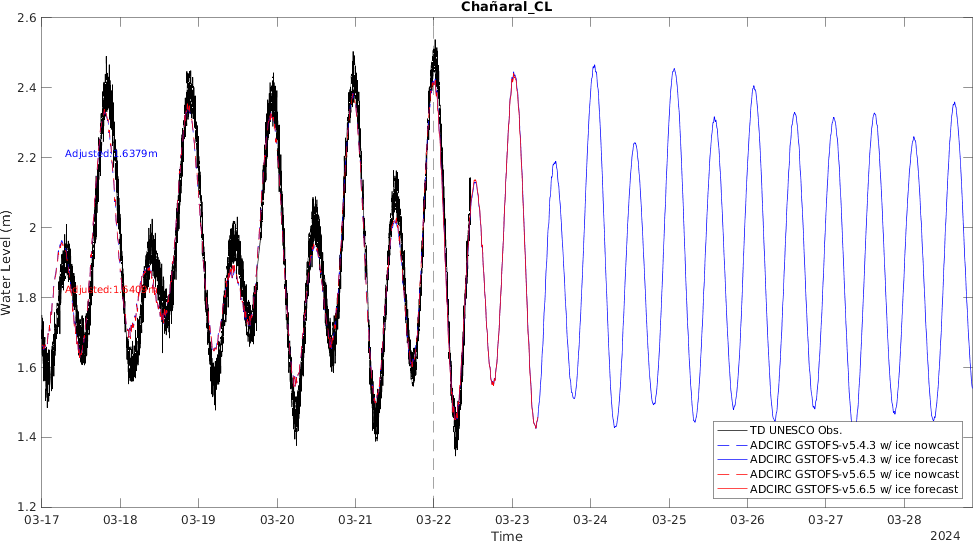 Chañaral_CL
2.6
2.4
2.2
2
1.8
1.6
1.4
1.2
Water Level (m)
Adjusted:1.6379m
TD UNESCO Obs.
ADCIRC GSTOFS-v5.4.3 w/ ice nowcast
ADCIRC GSTOFS-v5.4.3 w/ ice forecast
ADCIRC GSTOFS-v5.6.5 w/ ice nowcast
ADCIRC GSTOFS-v5.6.5 w/ ice forecast
03-17 03-18 03-19 03-20 03-21 03-22 03-23 03-24 03-25 03-26 03-27 03-28
Time
2024